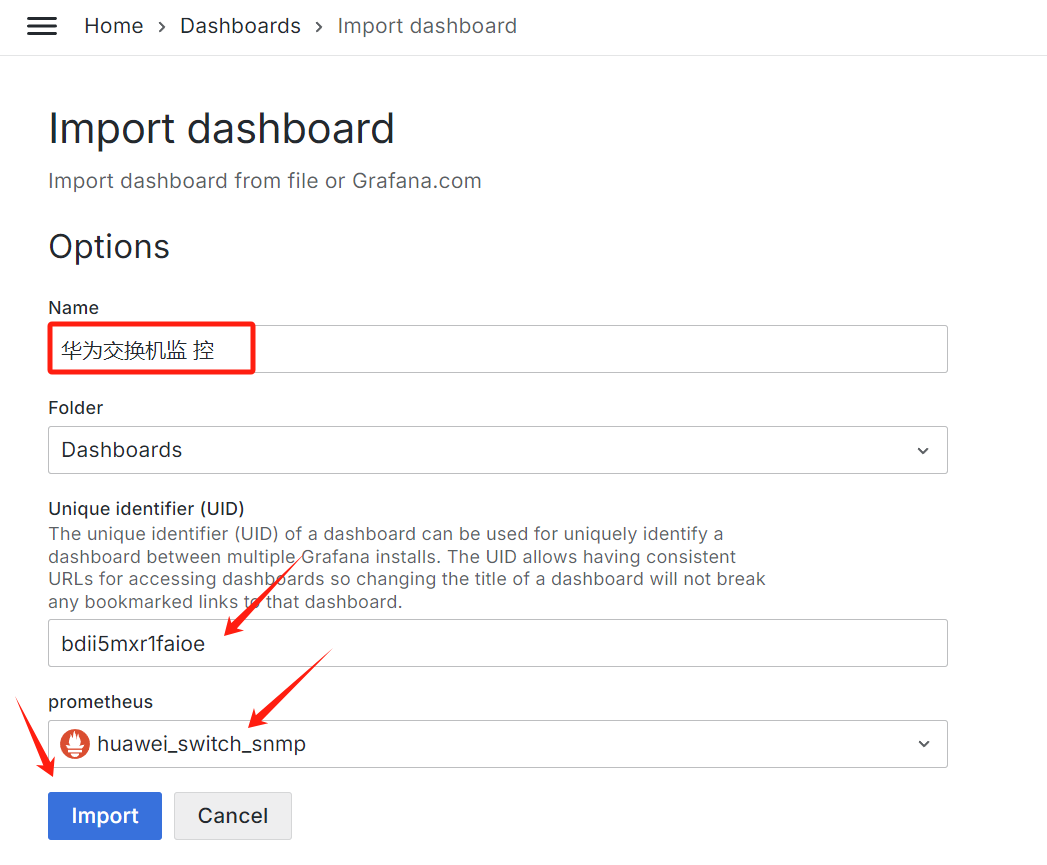 Home › Dashboards › Import dashboard
Import dashboard
Import dashboard from file or Grafana.com
Options
Name
华为交换机监 控
Folder
Dashboards
Unique identifier (UID)
The unique identifier (UID) of a dashboard can be used for uniquely identify a
dashboard between multiple Grafana installs. The UID allows having consistent
URLs for accessing dashboards so changing the title of a dashboard will not break
any bookmarked links to that dashboard.
bdii5mxr1faioe
prometheus
huawei_switch_snmp
Import Cancel